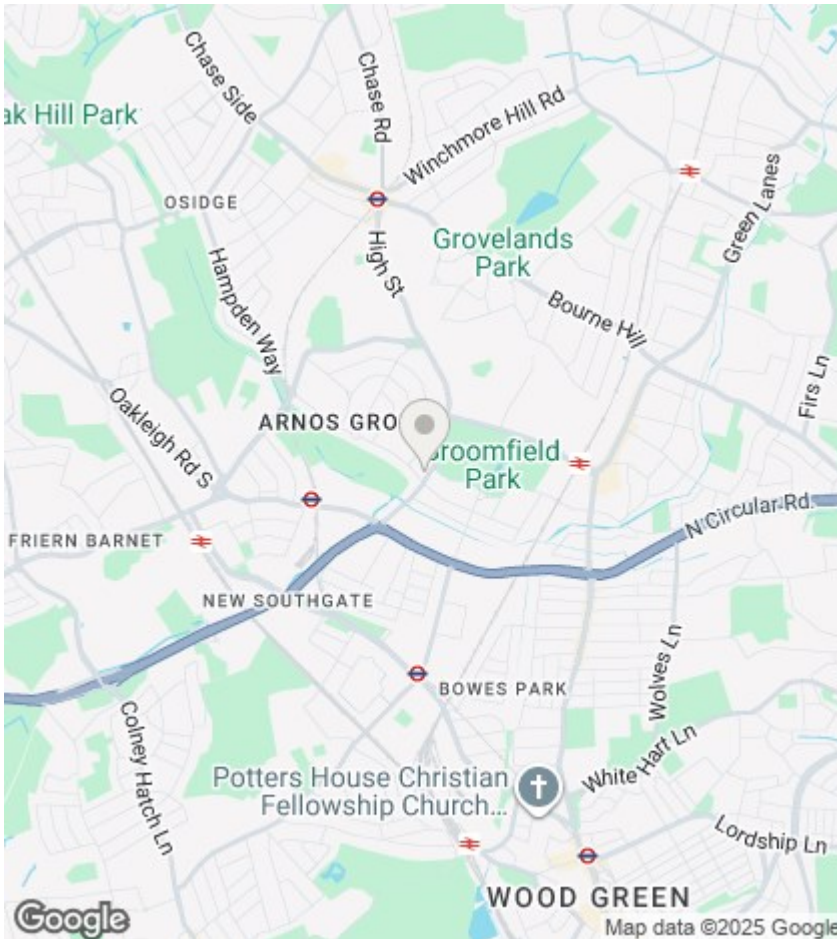 Chase Side
Chase Rd
Winchmore Hill Rd
ak Hill Park
OSIDGE
High St
Grovelands
Park
Green Lanes
Hampden Way
Bourne Hill
Firs Ln
Oakleigh Rd S
ARNOS GRO
roomfield
Park
N Circular Rd
FRIERN BARNET
NEW SOUTHGATE
BOWES PARK
Wolves Ln
Colney Hatch Ln
White Hart Ln
Potters House Christian
Fellowship Church...
Lordship Ln
WOOD GREEN
Google
Map data ©2025 Google